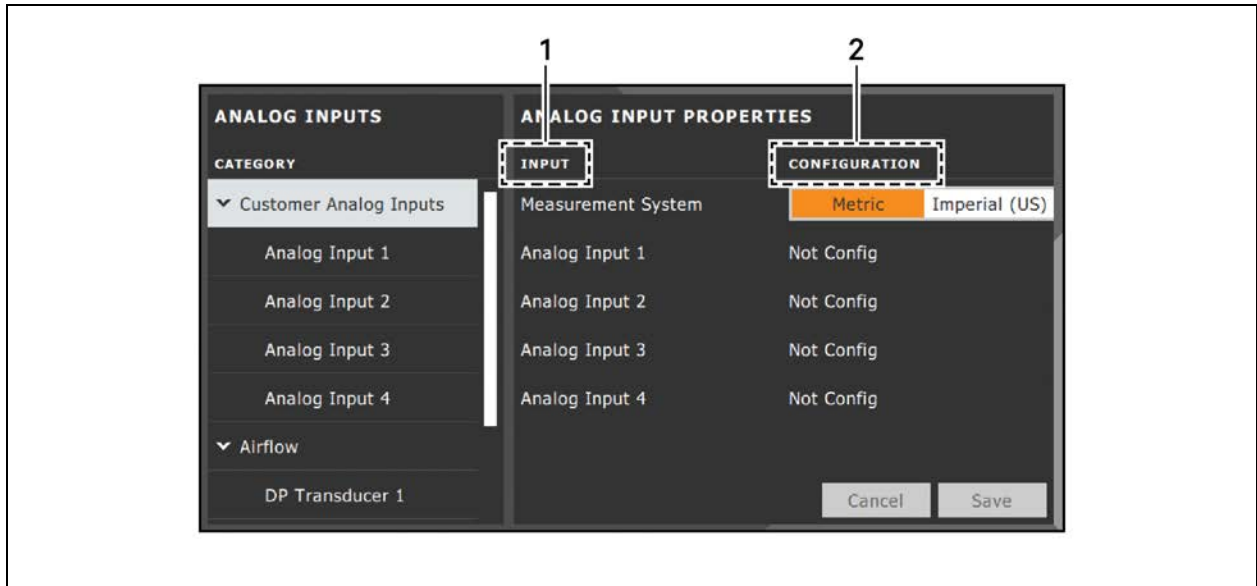 1 2
ANALOG INPUTS
CATEGORY
Customer Analog Inputs
Analog Input 1
Analog Input 2
Analog Input 3
Analog Input 4
Airflow
DP Transducer 1
ANALOG INPUT PROPERTIES
INPUT CONFIGURATION
Measurement System Metric Imperial (US)
Analog Input 1 Not Config
Analog Input 2 Not Config
Analog Input 3 Not Config
Analog Input 4 Not Config
Cancel Save